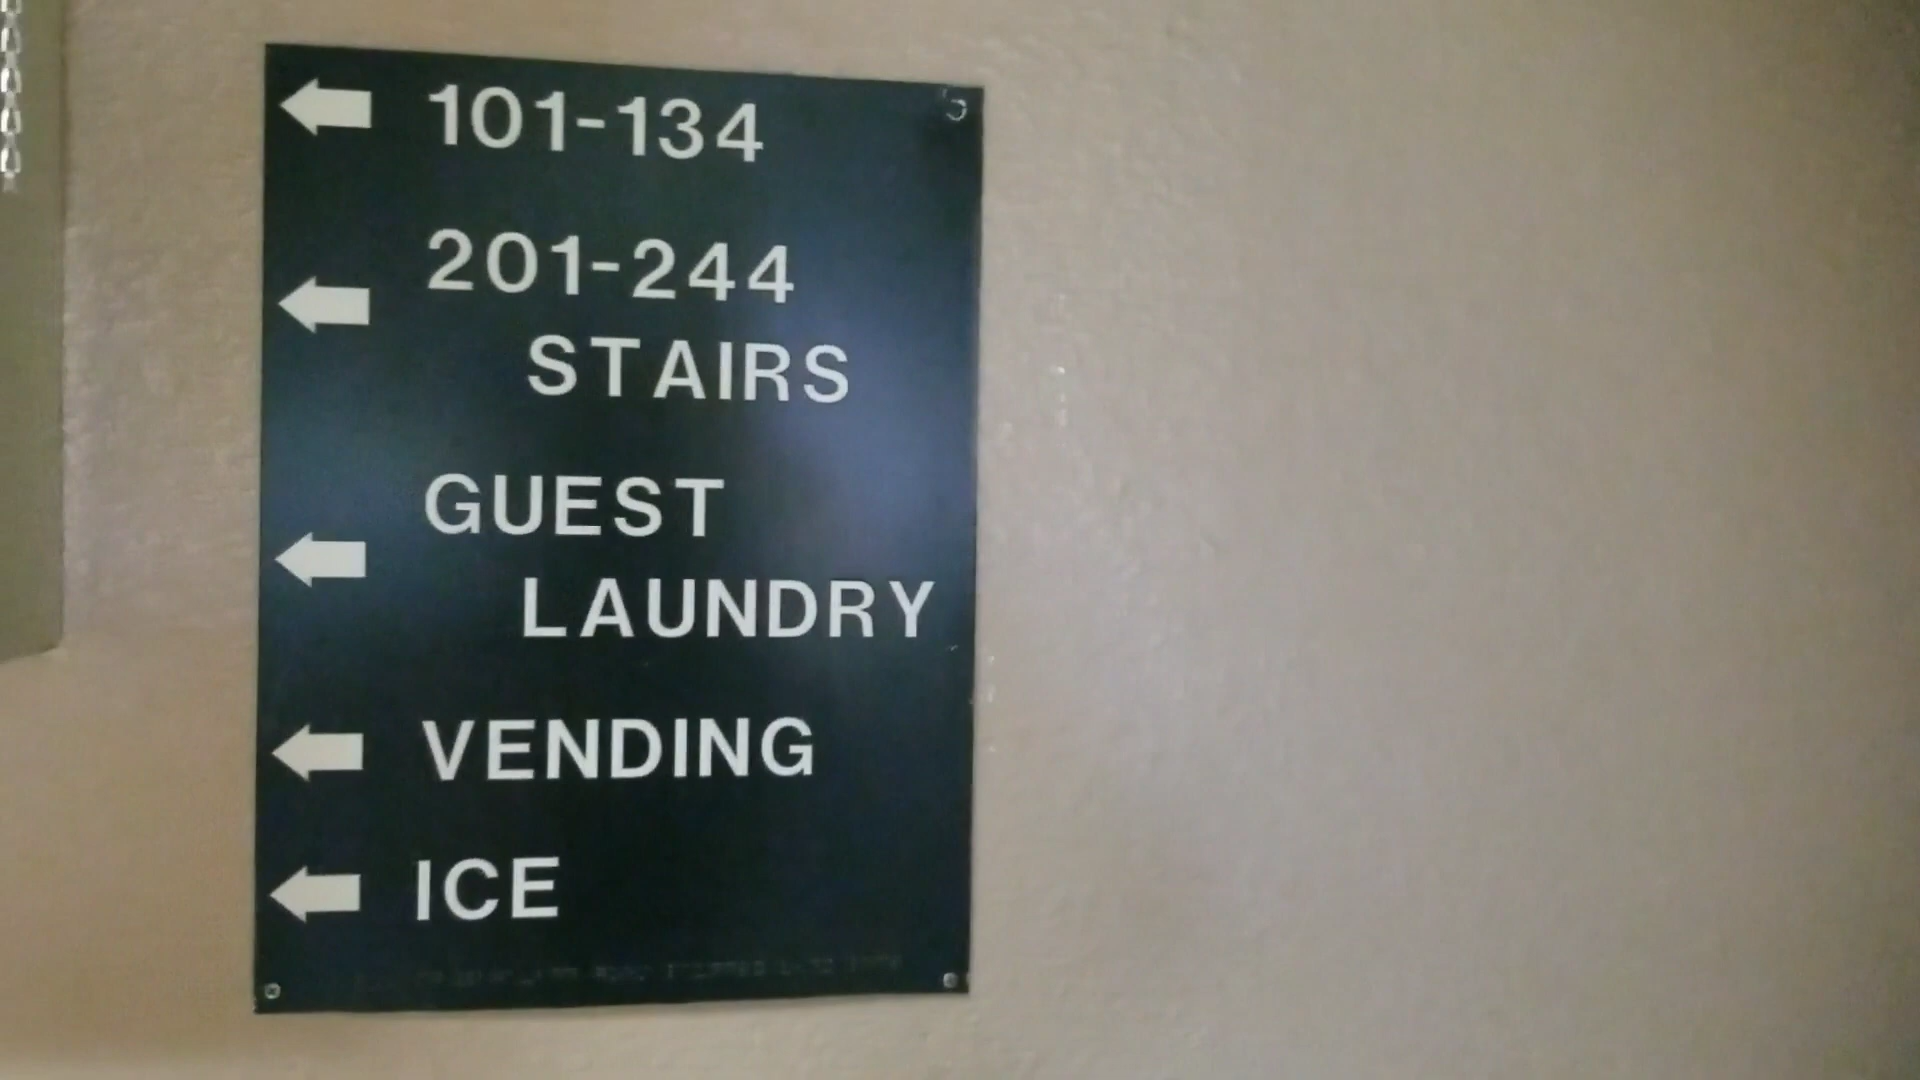 101-134
201-244
STAIRS
GUEST
LAUNDRY
VENDING
ICE